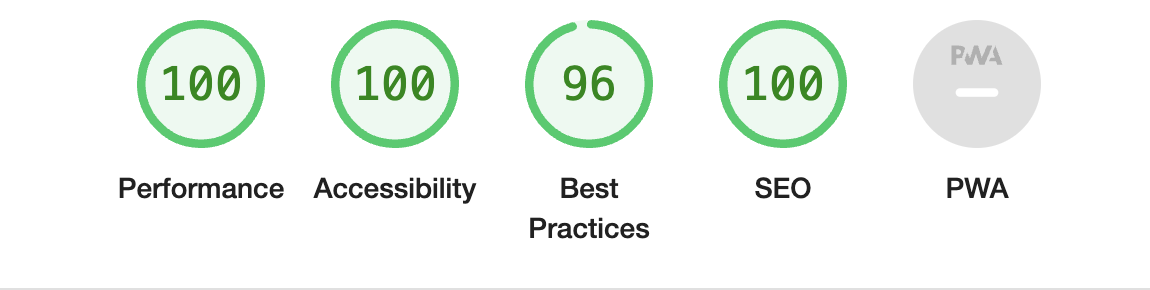 100
100
96
100
PWA
Performance
Accessibility
Best
Practices
SEO
PWA